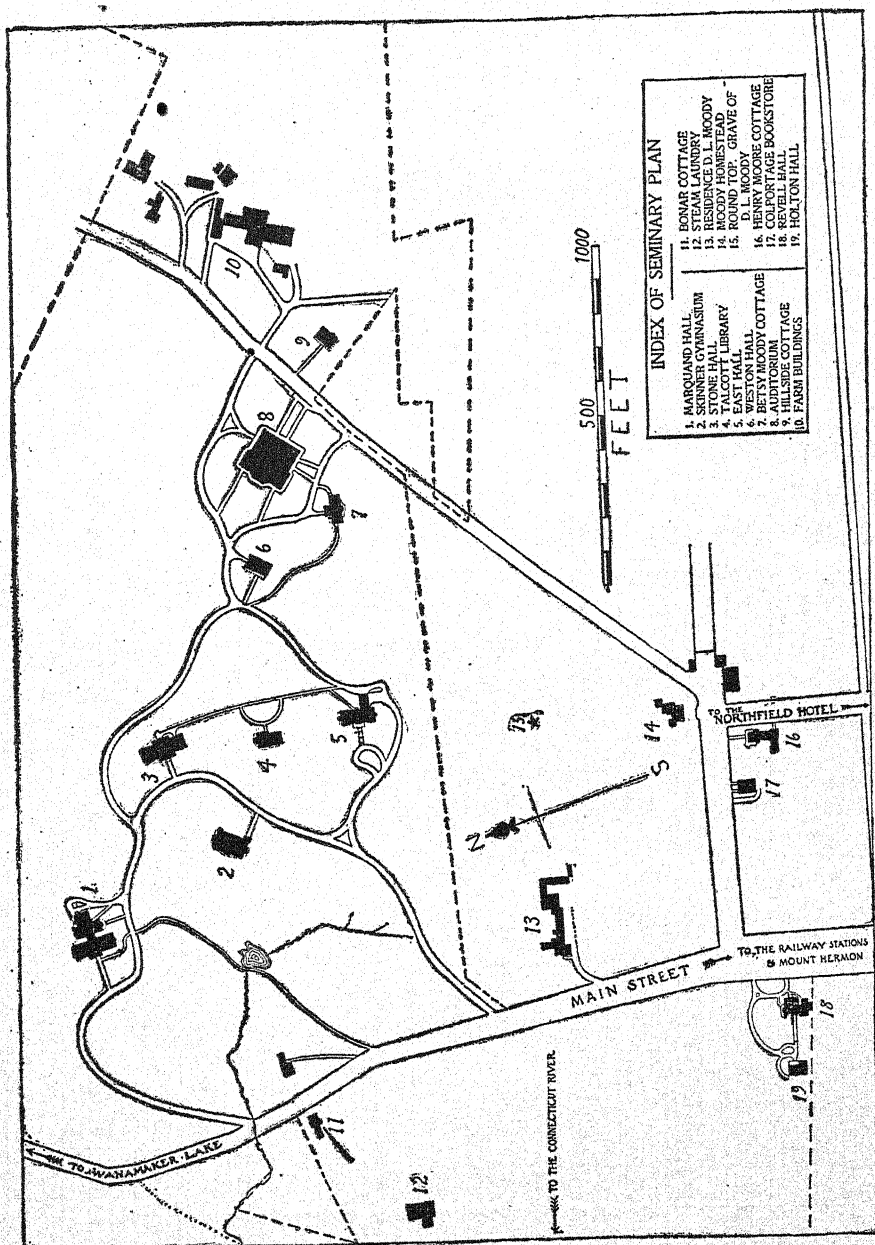 INDEX OF SEMINARY PLAN
1. MARQUAND HALL
2. SKINNER GYMNASIUM
3. STONE HALL
4. TALCOTT LIBRARY
5. EAST HALL
6. WESTON HALL
7. BETSY MOODY COTTAGE
8. AUDITORIUM
9. HILLSIDE COTTAGE
10. FARM BUILDINGS
11. BONAR COTTAGE
12. STEAM LAUNDRY
13. RESIDENCE D. L. MOODY
14. MOODY HOMESTEAD
15. ROUND TOP. GRAVE OF
D. L. MOODY
16. HENRY MOORE COTTAGE
17. COLPORTAGE BOOKSTORE
18. REVELL HALL
19. HOLTON HALL
500
1000
FEET
N
S
1
2
3
4
5
6
7
8
9
10
11
12
13
14
15
16
17
18
19
TO WANAMAKER LAKE
MAIN STREET
TO THE RAILWAY STATIONS
& MOUNT HERMON
TO THE
NORTHFIELD HOTEL
TO THE CONNECTICUT RIVER